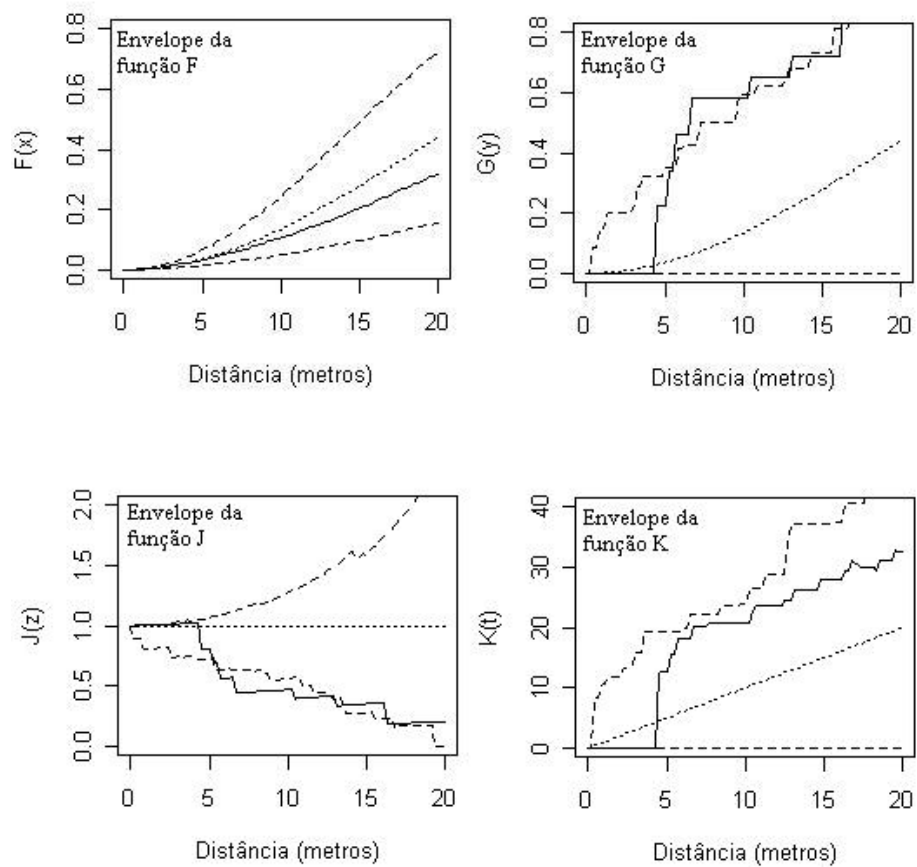 Envelope da
função F
F(x)
0.0 0.2 0.4 0.6 0.8
0 5 10 15 20
Distância (metros)
Envelope da
função G
G(y)
0.0 0.2 0.4 0.6 0.8
0 5 10 15 20
Distância (metros)
Envelope da
função J
J(z)
0.0 0.5 1.0 1.5 2.0
0 5 10 15 20
Distância (metros)
Envelope da
função K
K(t)
0 10 20 30 40
0 5 10 15 20
Distância (metros)